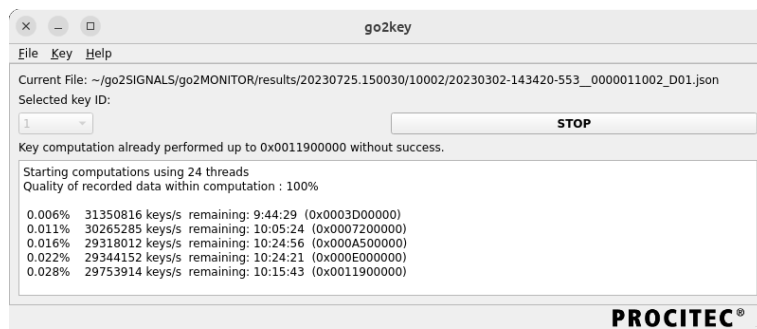 go2key
File Key Help
Current File: ~/go2SIGNALS/go2MONITOR/results/20230725.150030/10002/20230302-143420-553__0000011002_D01.json
Selected key ID:
1 STOP
Key computation already performed up to 0x0011900000 without success.
Starting computations using 24 threads
Quality of recorded data within computation : 100%
0.006% 31350816 keys/s remaining: 9:44:29 (0x0003D00000)
0.011% 30265285 keys/s remaining: 10:05:24 (0x0007200000)
0.016% 29318012 keys/s remaining: 10:24:56 (0x000A500000)
0.022% 29344152 keys/s remaining: 10:24:21 (0x000E000000)
0.028% 29753914 keys/s remaining: 10:15:43 (0x0011900000)
PROCITEC®